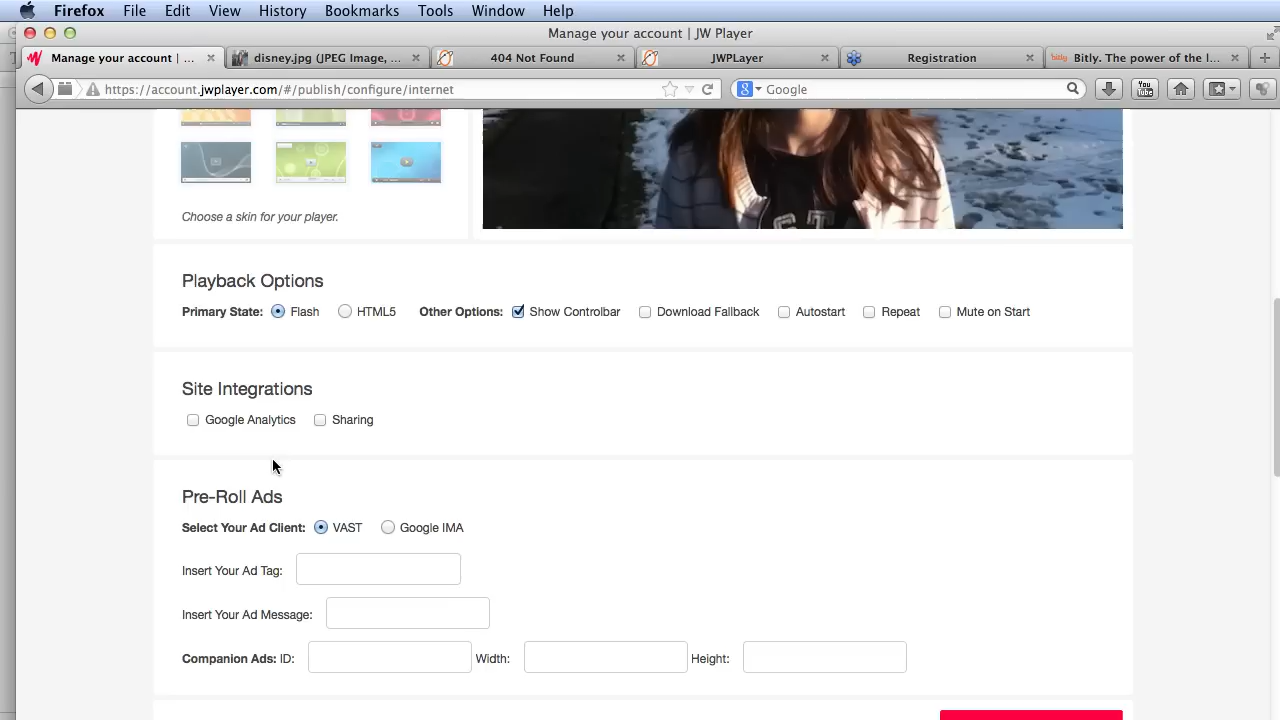 Firefox File Edit View History Bookmarks Tools Window Help
Manage your account | JW Player
Manage your account | ... disney.jpg (JPEG Image, ... 404 Not Found JWPLayer Registration Bitly. The power of the l...
https://account.jwplayer.com/#/publish/configure/internet Google You Tube
Choose a skin for your player.
Playback Options
Primary State: Flash HTML5 Other Options: Show Controlbar Download Fallback Autostart Repeat Mute on Start
Site Integrations
Google Analytics Sharing
Pre-Roll Ads
Select Your Ad Client: VAST Google IMA
Insert Your Ad Tag:
Insert Your Ad Message:
Companion Ads: ID: Width: Height: